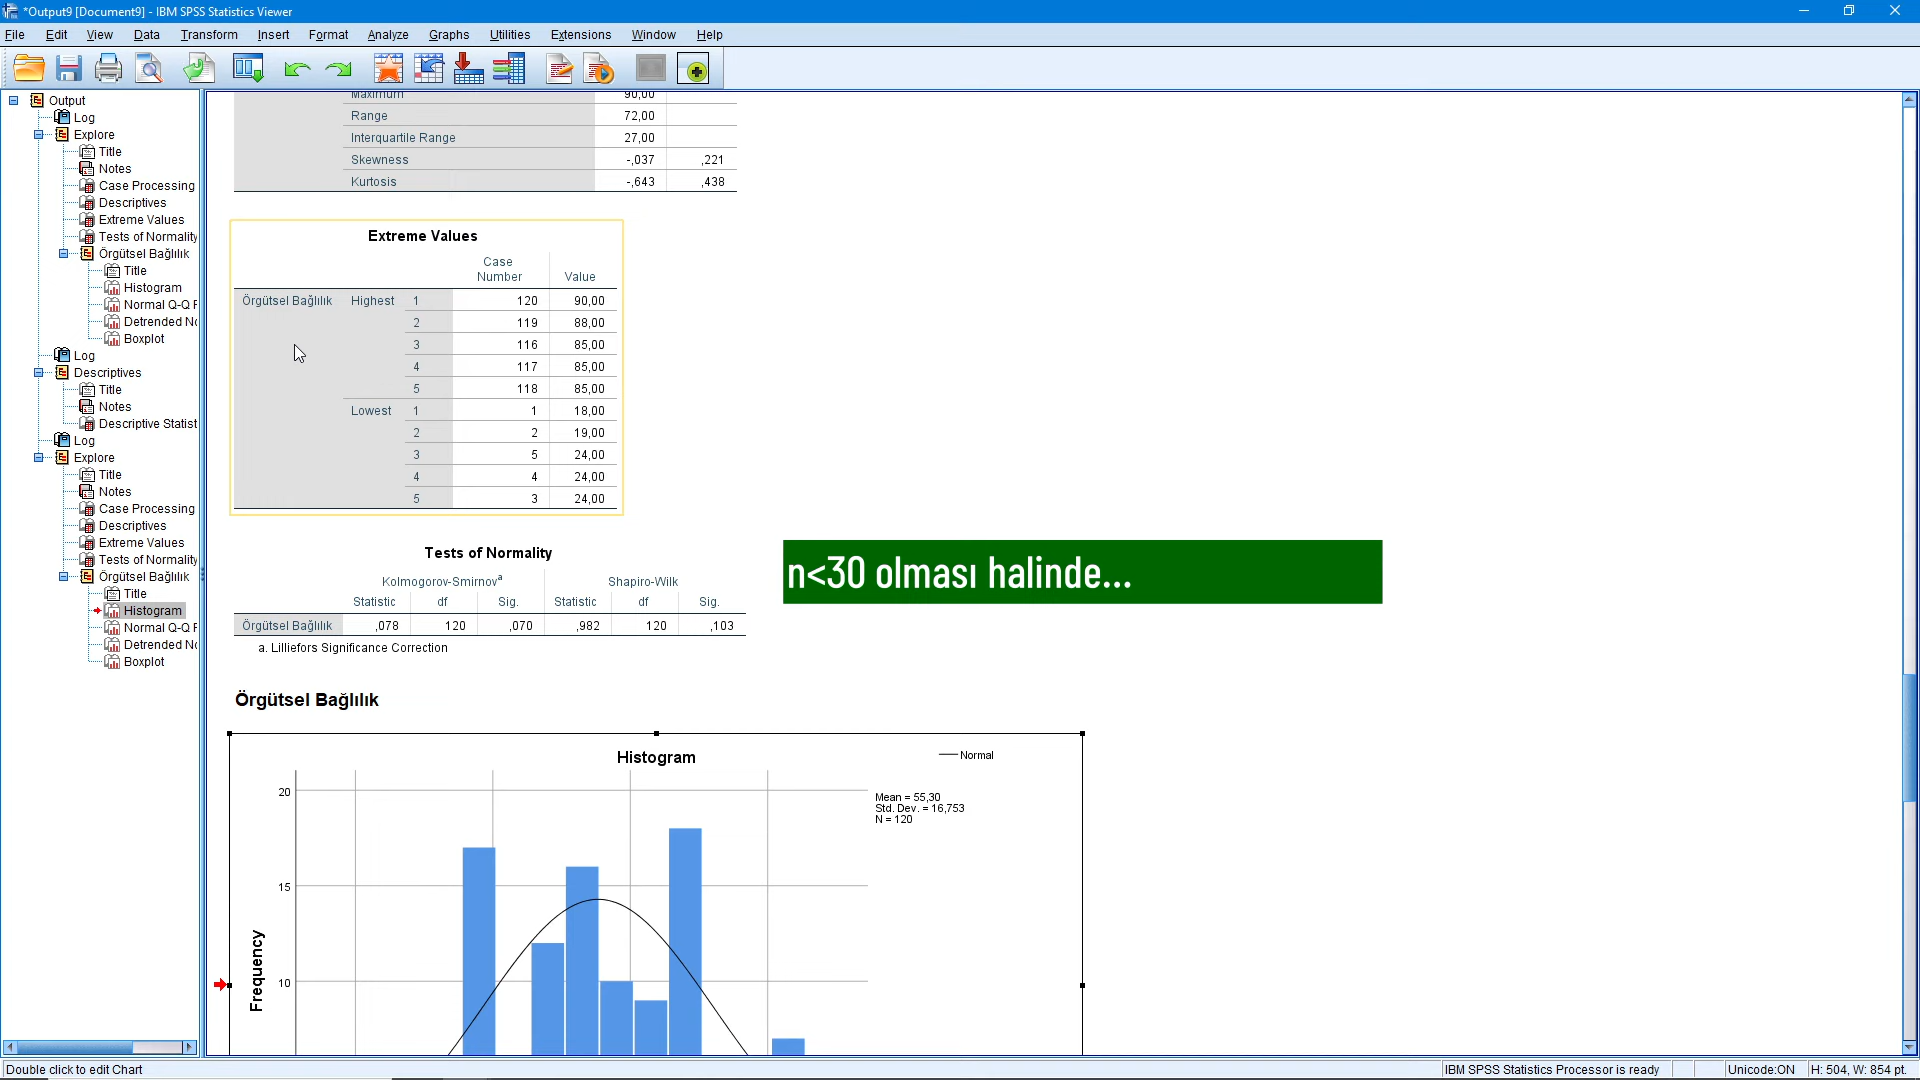 *Output9 [Document9] - IBM SPSS Statistics Viewer
File Edit View Data Transform Insert Format Analyze Graphs Utilities Extensions Window Help
Output
Log
Explore
Title
Notes
Case Processing
Descriptives
Extreme Values
Tests of Normality
Örgütsel Bağlılık
Title
Histogram
Normal Q-Q
Detrended
Boxplot
Log
Descriptives
Title
Notes
Descriptive Statist
Log
Explore
Title
Notes
Case Processing
Descriptives
Extreme Values
Tests of Normality
Örgütsel Bağlılık
Title
Histogram
Normal Q-Q
Detrended
Boxplot
Maximum 90,00
Range 72,00
Interquartile Range 27,00
Skewness -,037 ,221
Kurtosis -,643 ,438
Extreme Values
Case
Number Value
Örgütsel Bağlılık Highest 1 120 90,00
2 119 88,00
3 116 85,00
4 117 85,00
5 118 85,00
Lowest 1 1 18,00
2 2 19,00
3 5 24,00
4 4 24,00
5 3 24,00
Tests of Normality
Kolmogorov-Smirnov^a Shapiro-Wilk
Statistic df Sig. Statistic df Sig.
Örgütsel Bağlılık ,078 120 ,070 ,982 120 ,103
a. Lilliefors Significance Correction
n<30 olması halinde...
Örgütsel Bağlılık
Histogram
Normal
Mean = 55,30
Std. Dev. = 16,753
N = 120
20
15
10
Frequency
Double click to edit Chart
IBM SPSS Statistics Processor is ready
Unicode:ON
H: 504, W: 854 pt.